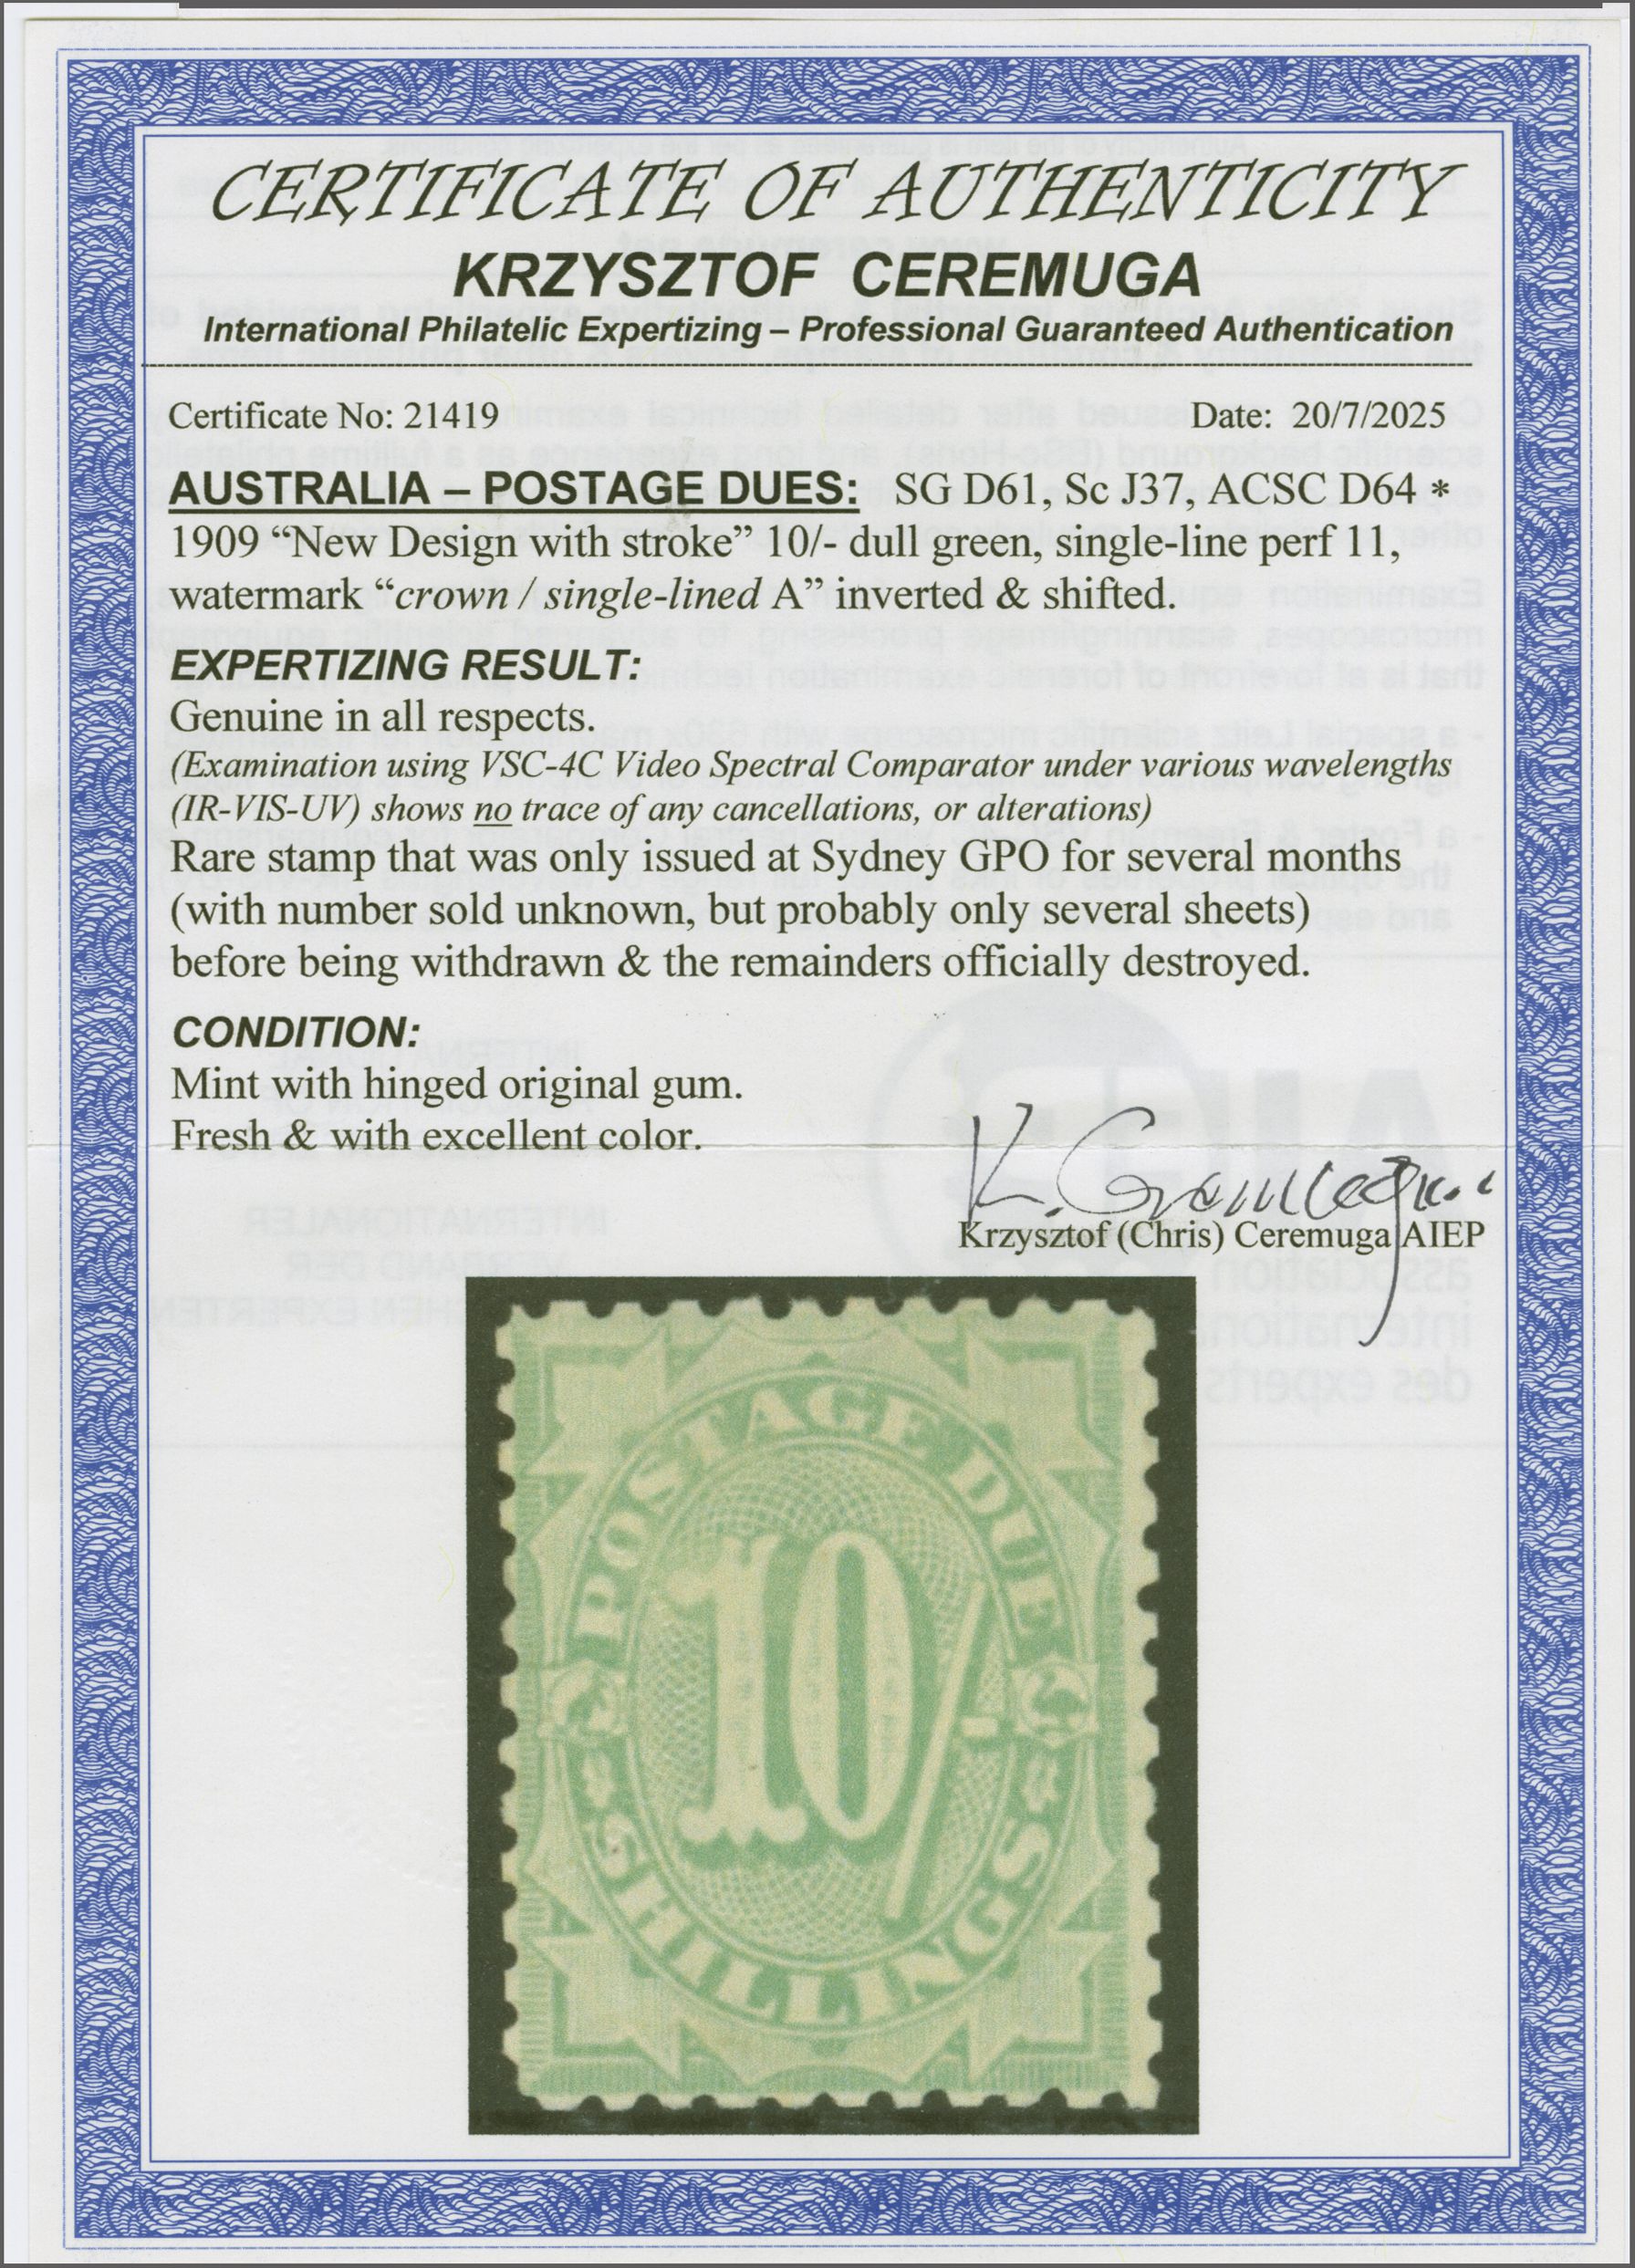 CERTIFICATE OF AUTHENTICITY
KRZYSZTOF CEREMUGA
International Philatelic Expertizing – Professional Guaranteed Authentication
Certificate No: 21419 Date: 20/7/2025
AUSTRALIA – POSTAGE DUES: SG D61, Sc J37, ACSC D64 *
1909 “New Design with stroke” 10/- dull green, single-line perf 11,
watermark “crown / single-lined A” inverted & shifted.
EXPERTIZING RESULT:
Genuine in all respects.
(Examination using VSC-4C Video Spectral Comparator under various wavelengths
(IR-VIS-UV) shows no trace of any cancellations, or alterations)
Rare stamp that was only issued at Sydney GPO for several months
(with number sold unknown, but probably only several sheets)
before being withdrawn & the remainders officially destroyed.
CONDITION:
Mint with hinged original gum.
Fresh & with excellent color.
K. Ceremuga
Krzysztof (Chris) Ceremuga AIEP
POSTAGE DUE
10/-
SHILLINGS